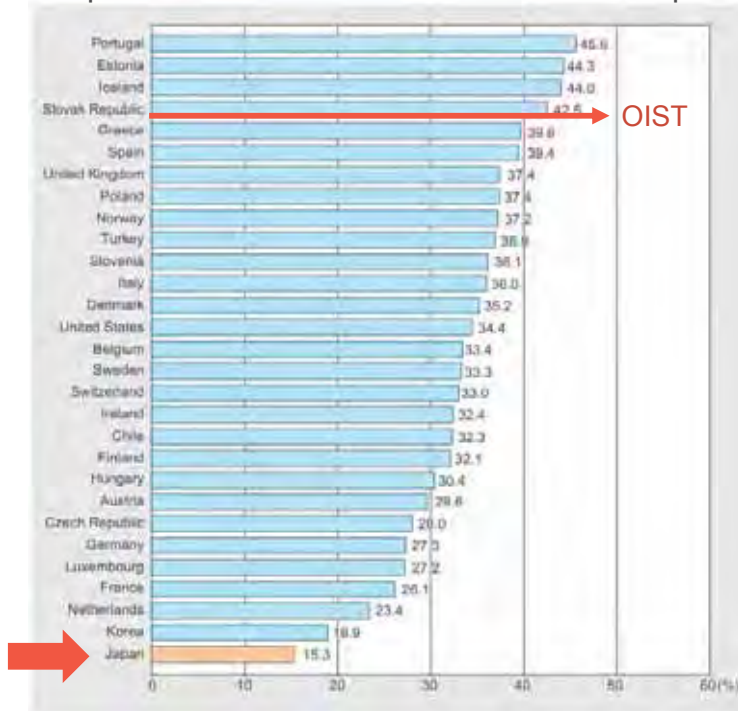 Portugal 45.6
Estonia 44.3
Iceland 44.0
Slovak Republic 42.5
OIST
Greece 39.6
Spain 39.4
United Kingdom 37.4
Poland 37.4
Norway 37.2
Turkey
Slovenia 36.1
Italy 36.0
Denmark 35.2
United States 34.4
Belgium 33.4
Sweden 33.3
Switzerland 33.0
Ireland 32.4
Chile 32.3
Finland 32.1
Hungary 30.4
Austria 29.6
Czech Republic 28.0
Germany 27.3
Luxembourg 27.2
France 26.1
Netherlands 23.4
Korea 18.9
Japan 15.3
0 10 20 30 40 50 60(%)